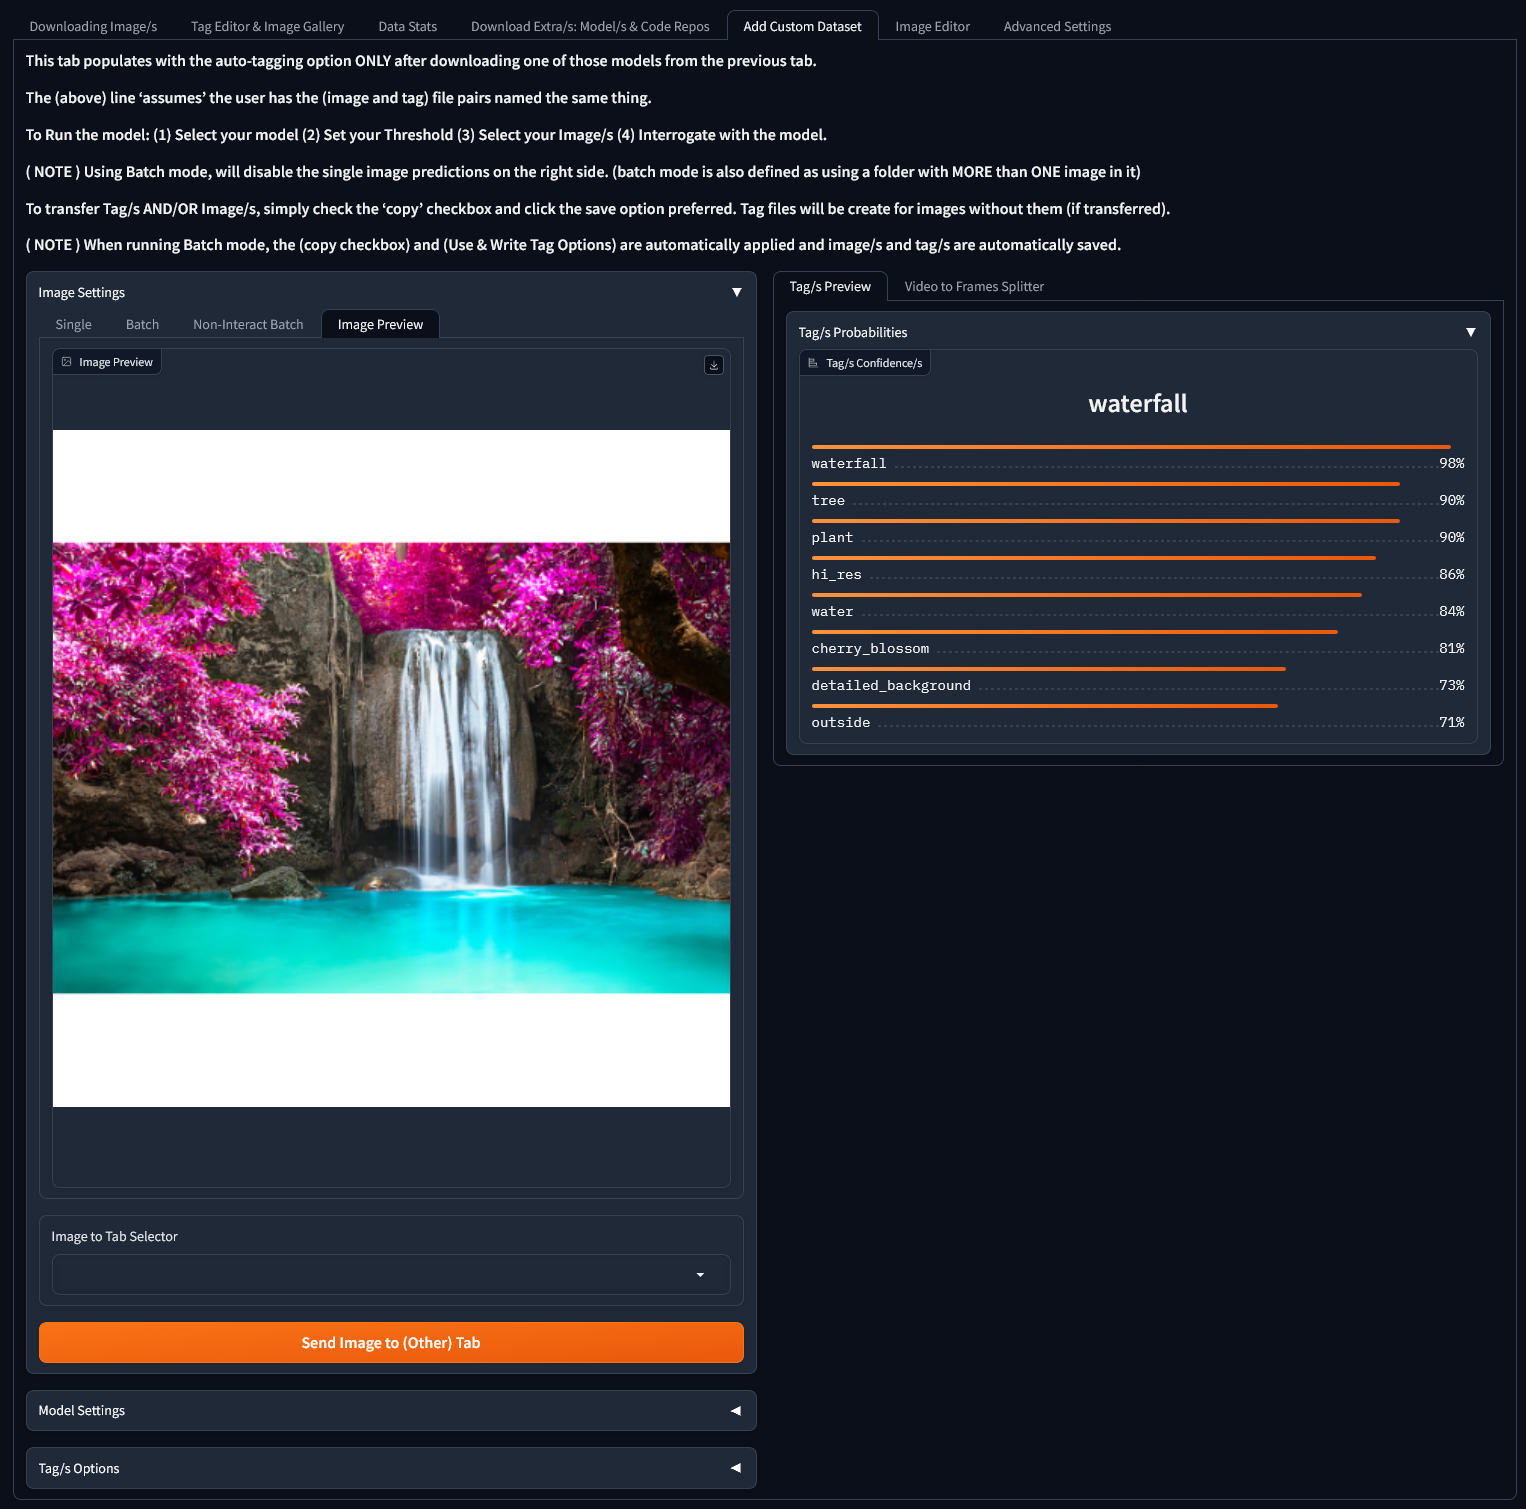 Downloading Image/s
Tag Editor & Image Gallery
Data Stats
Download Extra/s: Model/s & Code Repos
Add Custom Dataset
Image Editor
Advanced Settings
This tab populates with the auto-tagging option ONLY after downloading one of those models from the previous tab.
The (above) line ‘assumes’ the user has the (image and tag) file pairs named the same thing.
To Run the model: (1) Select your model (2) Set your Threshold (3) Select your Image/s (4) Interrogate with the model.
( NOTE ) Using Batch mode, will disable the single image predictions on the right side. (batch mode is also defined as using a folder with MORE than ONE image in it)
To transfer Tag/s AND/OR Image/s, simply check the ‘copy’ checkbox and click the save option preferred. Tag files will be create for images without them (if transferred).
( NOTE ) When running Batch mode, the (copy checkbox) and (Use & Write Tag Options) are automatically applied and image/s and tag/s are automatically saved.
Image Settings
Single
Batch
Non-Interact Batch
Image Preview
Image Preview
Image to Tab Selector
Send Image to (Other) Tab
Model Settings
Tag/s Options
Tag/s Preview
Video to Frames Splitter
Tag/s Probabilities
Tag/s Confidence/s
waterfall
waterfall 98%
tree 90%
plant 90%
hi_res 86%
water 84%
cherry_blossom 81%
detailed_background 73%
outside 71%